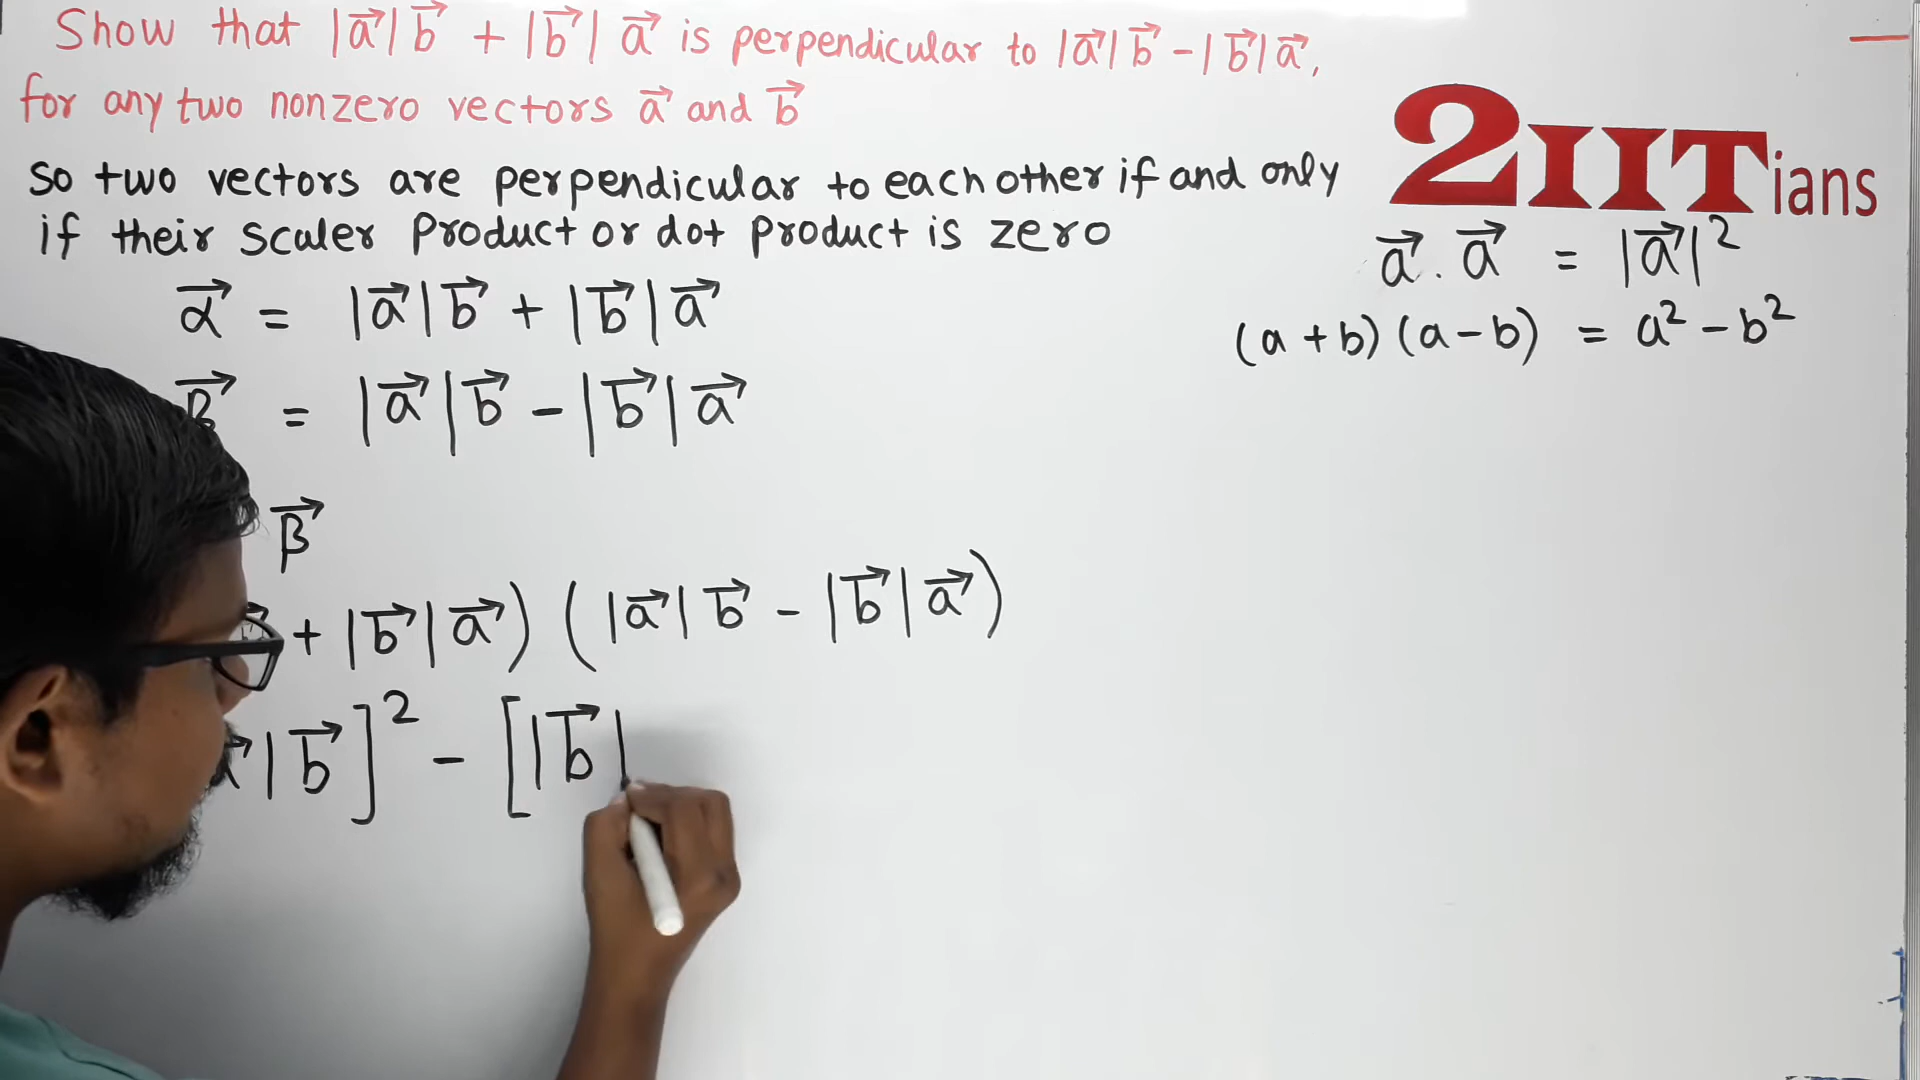 Show that |a⃗| b⃗ + |b⃗| a⃗ is perpendicular to |a⃗| b⃗ - |b⃗| a⃗,
for any two nonzero vectors a⃗ and b⃗
So two vectors are perpendicular to each other if and only
if their scaler product or dot product is zero
2IITians
a⃗ . a⃗ = |a⃗|²
(a + b) (a - b) = a² - b²
α⃗ = |a⃗| b⃗ + |b⃗| a⃗
β⃗ = |a⃗| b⃗ - |b⃗| a⃗
β⃗
+ |b⃗| a⃗ ) ( |a⃗| b⃗ - |b⃗| a⃗ )
| b⃗ ]² - [ |b⃗|